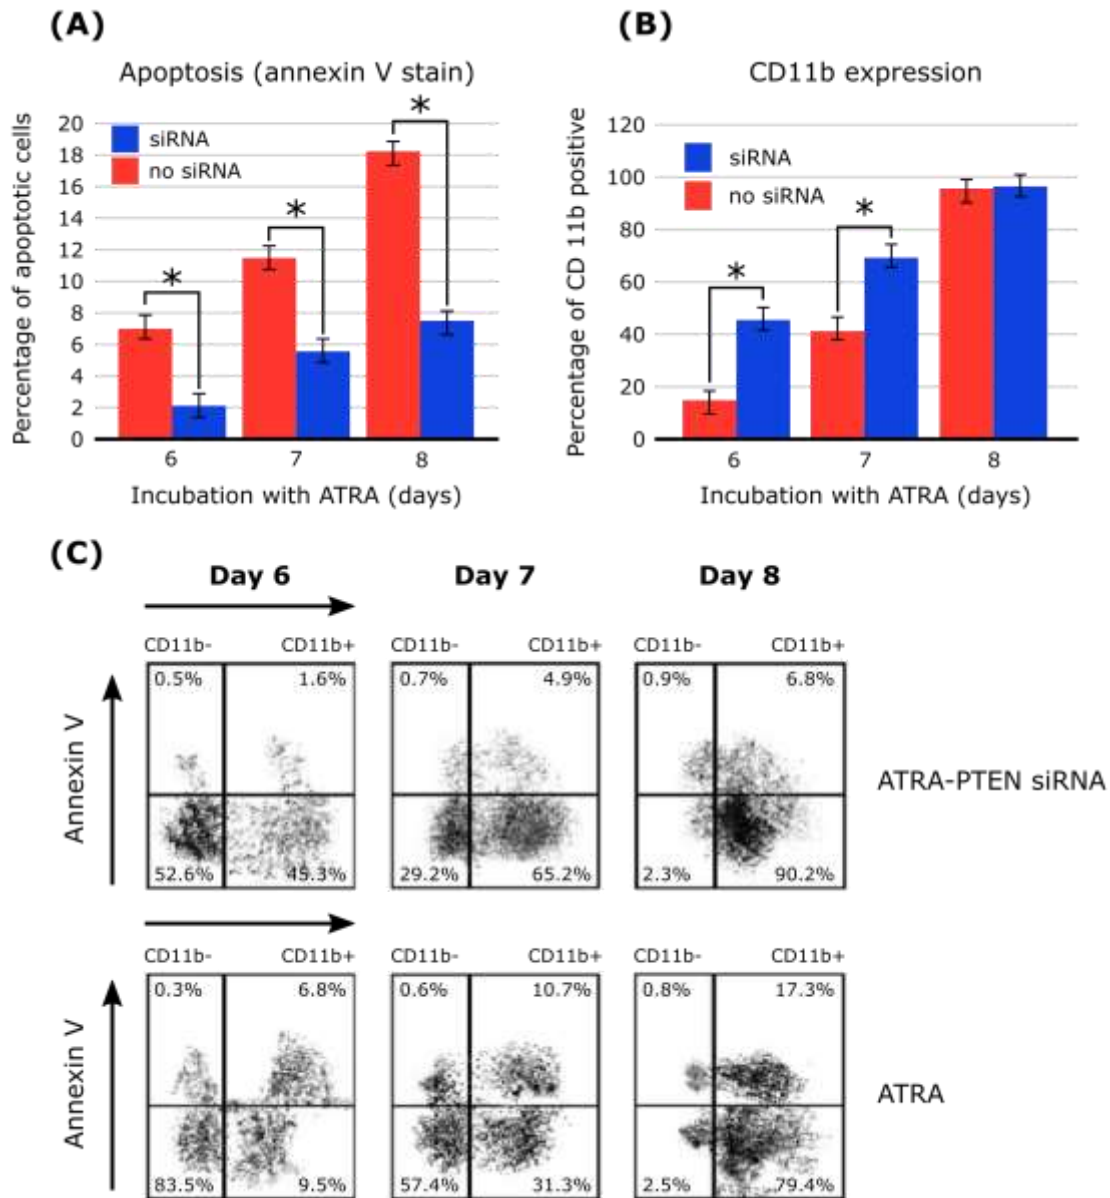 (A)
Apoptosis (annexin V stain)
Percentage of apoptotic cells
20
18
16
14
12
10
8
6
4
2
0
siRNA
no siRNA
*
*
*
6 7 8
Incubation with ATRA (days)
(B)
CD11b expression
Percentage of CD 11b positive
120
100
80
60
40
20
0
siRNA
no siRNA
*
*
6 7 8
Incubation with ATRA (days)
(C)
Day 6 Day 7 Day 8
CD11b- CD11b+ CD11b- CD11b+ CD11b- CD11b+
0.5% 1.6% 0.7% 4.9% 0.9% 6.8%
Annexin V
ATRA-PTEN siRNA
52.6% 45.3% 29.2% 65.2% 2.3% 90.2%
CD11b- CD11b+ CD11b- CD11b+ CD11b- CD11b+
0.3% 6.8% 0.6% 10.7% 0.8% 17.3%
Annexin V
ATRA
83.5% 9.5% 57.4% 31.3% 2.5% 79.4%